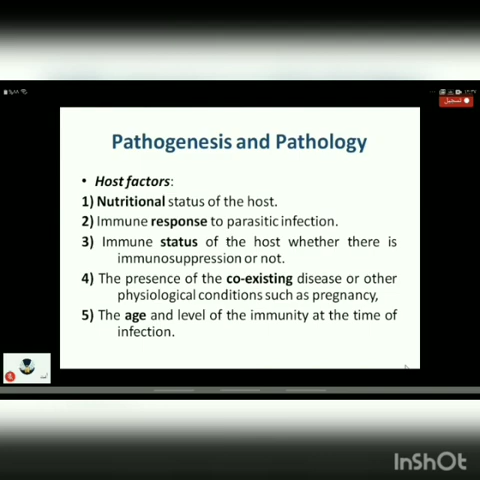 تسجيل
Pathogenesis and Pathology
• Host factors:
1) Nutritional status of the host.
2) Immune response to parasitic infection.
3) Immune status of the host whether there is
immunosuppression or not.
4) The presence of the co-existing disease or other
physiological conditions such as pregnancy,
5) The age and level of the immunity at the time of
infection.
InShOt